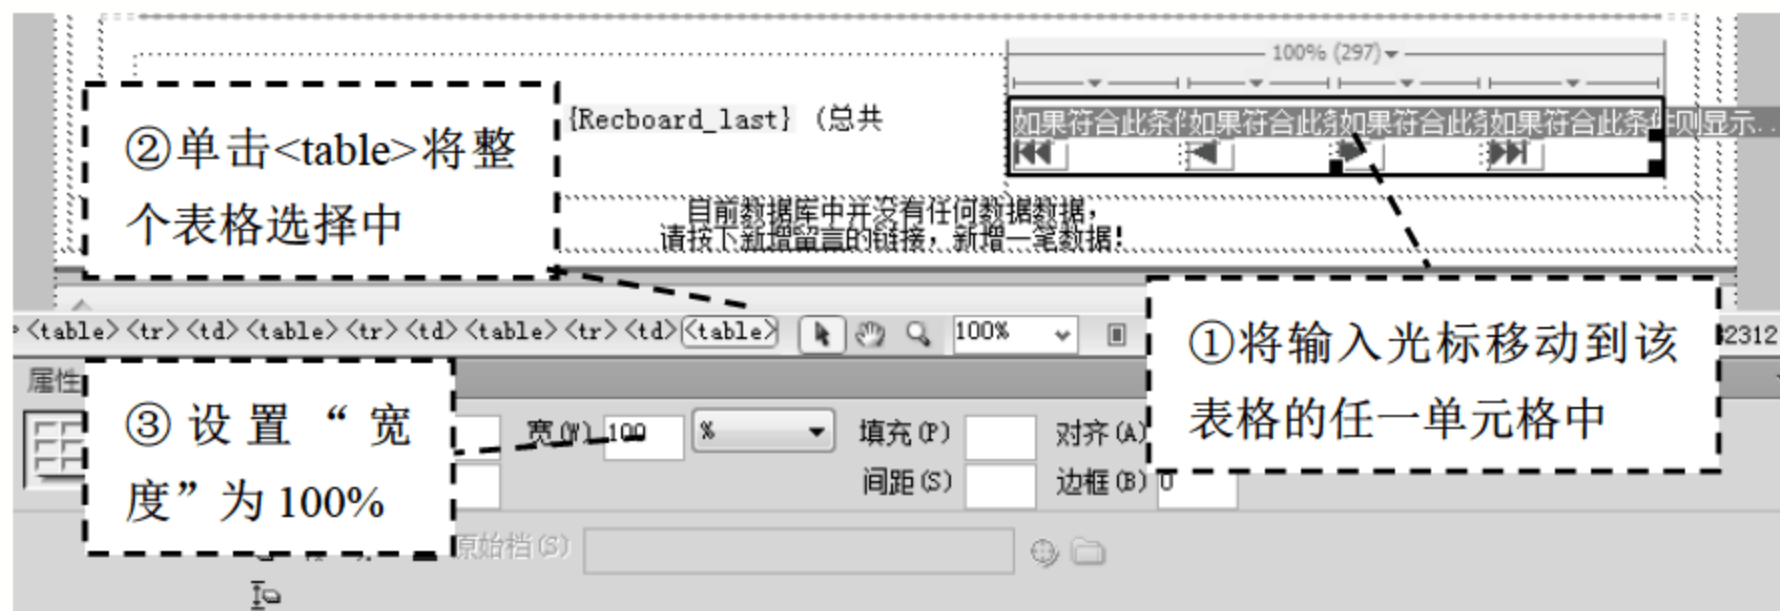 100% (297)
{Recboard_last} (总共
如果符合此条件 如果符合此条 如果符合此条 如果符合此条件则显示...
②单击<table>将整
个表格选择中
目前数据库中并没有任何数据数据，
请按下新增留言的链接，新增一笔数据！
<table><tr><td><table><tr><td><table><tr><td><table>
100%
2312
①将输入光标移动到该
表格的任一单元格中
属性
③设置“宽
度”为100%
宽(W) 100 %
填充(P)
对齐(A)
间距(S)
边框(B) 0
原始档(S)